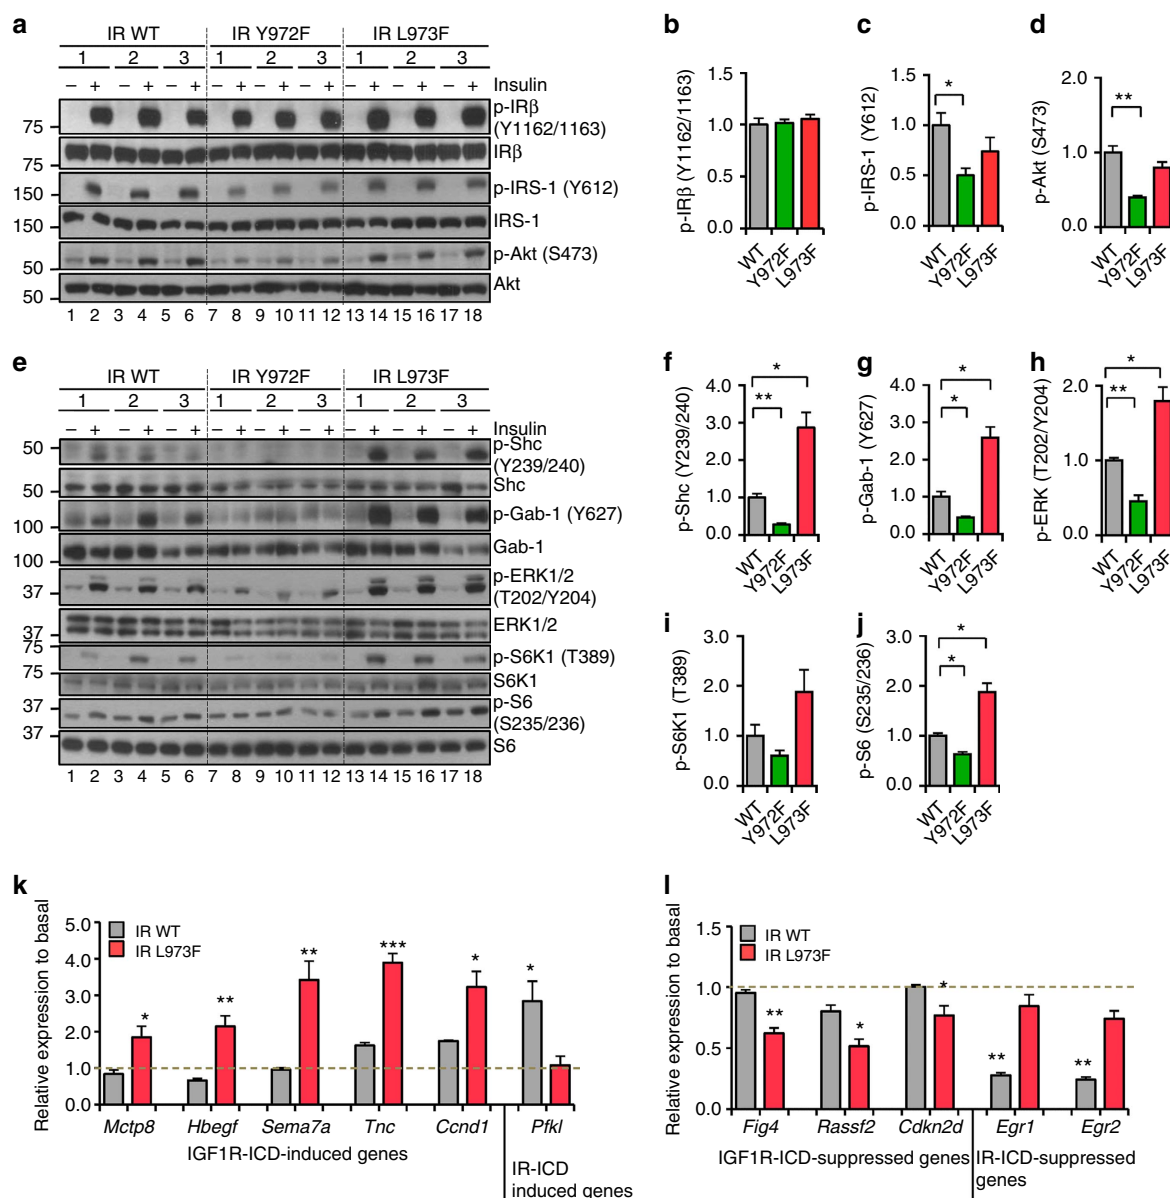 a
IR WT IR Y972F IR L973F
1 2 3 1 2 3 1 2 3
– + – + – + – + – + – + – + – + – + Insulin
p-IRβ
75 (Y1162/1163)
IRβ
75
p-IRS-1 (Y612)
150
IRS-1
150
p-Akt (S473)
50
Akt
50
1 2 3 4 5 6 7 8 9 10 11 12 13 14 15 16 17 18
b
p-IRβ (Y1162/1163)
1.5
1.0
0.5
0.0
WT Y972F L973F
c
p-IRS-1 (Y612)
1.5
1.0
0.5
0.0
*
WT Y972F L973F
d
p-Akt (S473)
2.0
1.0
0.0
**
WT Y972F L973F
e
IR WT IR Y972F IR L973F
1 2 3 1 2 3 1 2 3
– + – + – + – + – + – + – + – + – + Insulin
50 p-Shc
(Y239/240)
Shc
50
p-Gab-1 (Y627)
100
Gab-1
100
p-ERK1/2
37 (T202/Y204)
ERK1/2
37
75 p-S6K1 (T389)
75
S6K1
37 p-S6
(S235/236)
37
S6
1 2 3 4 5 6 7 8 9 10 11 12 13 14 15 16 17 18
f
p-Shc (Y239/240)
4.0
3.0
2.0
1.0
0.0
*
**
WT Y972F L973F
g
p-Gab-1 (Y627)
4.0
3.0
2.0
1.0
0.0
*
*
WT Y972F L973F
h
p-ERK (T202/Y204)
2.0
1.0
0.0
*
**
WT Y972F L973F
i
p-S6K1 (T389)
3.0
2.0
1.0
0.0
WT Y972F L973F
j
p-S6 (S235/236)
3.0
2.0
1.0
0.0
*
*
WT Y972F L973F
k
Relative expression to basal
5.0
4.0
3.0
2.0
1.0
0.0
IR WT
IR L973F
* ** ** *** * *
Mctp8 Hbegf Sema7a Tnc Ccnd1 Pfkl
IGF1R-ICD-induced genes
IR-ICD
induced genes
l
Relative expression to basal
1.5
1.0
0.5
0
IR WT
IR L973F
** * * ** **
Fig4 Rassf2 Cdkn2d Egr1 Egr2
IGF1R-ICD-suppressed genes IR-ICD-suppressed
genes